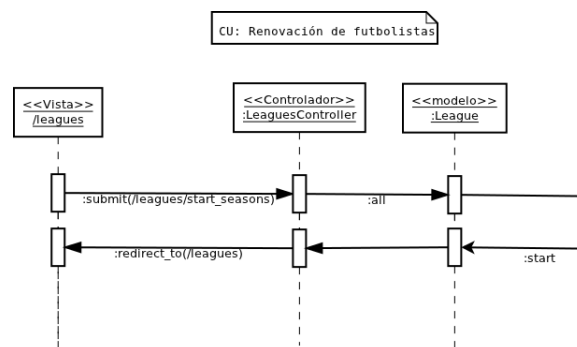 CU: Renovación de futbolistas
<<Vista>>
/leagues
<<Controlador>>
:LeaguesController
<<modelo>>
:League
:submit(/leagues/start_seasons)
:all
:redirect_to(/leagues)
:start